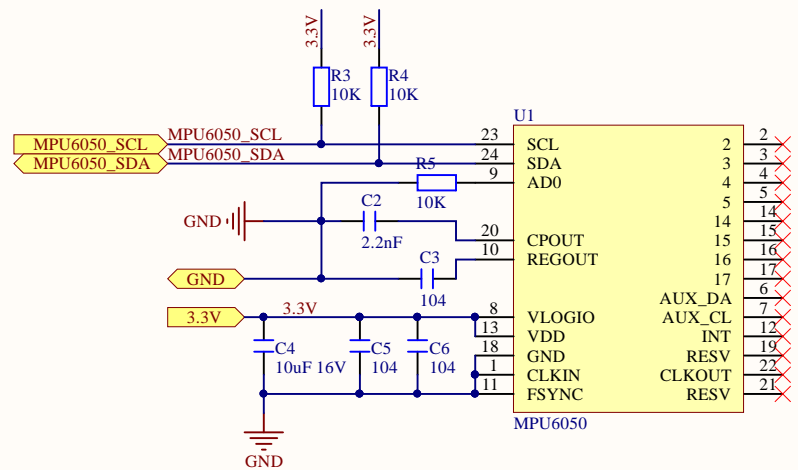 3.3V
3.3V
R3
10K
R4
10K
U1
MPU6050_SCL
MPU6050_SCL
23
SCL
2
2
MPU6050_SDA
MPU6050_SDA
24
SDA
3
3
R5
10K
9
AD0
4
4
5
5
GND
C2
2.2nF
14
14
20
CPOUT
15
15
C3
104
10
REGOUT
16
16
GND
17
17
AUX_DA
6
3.3V
3.3V
8
VLOGIO
AUX_CL
7
13
VDD
INT
12
C4
10uF 16V
C5
104
C6
104
18
GND
RESV
19
1
CLKIN
CLKOUT
22
11
FSYNC
RESV
21
MPU6050
GND